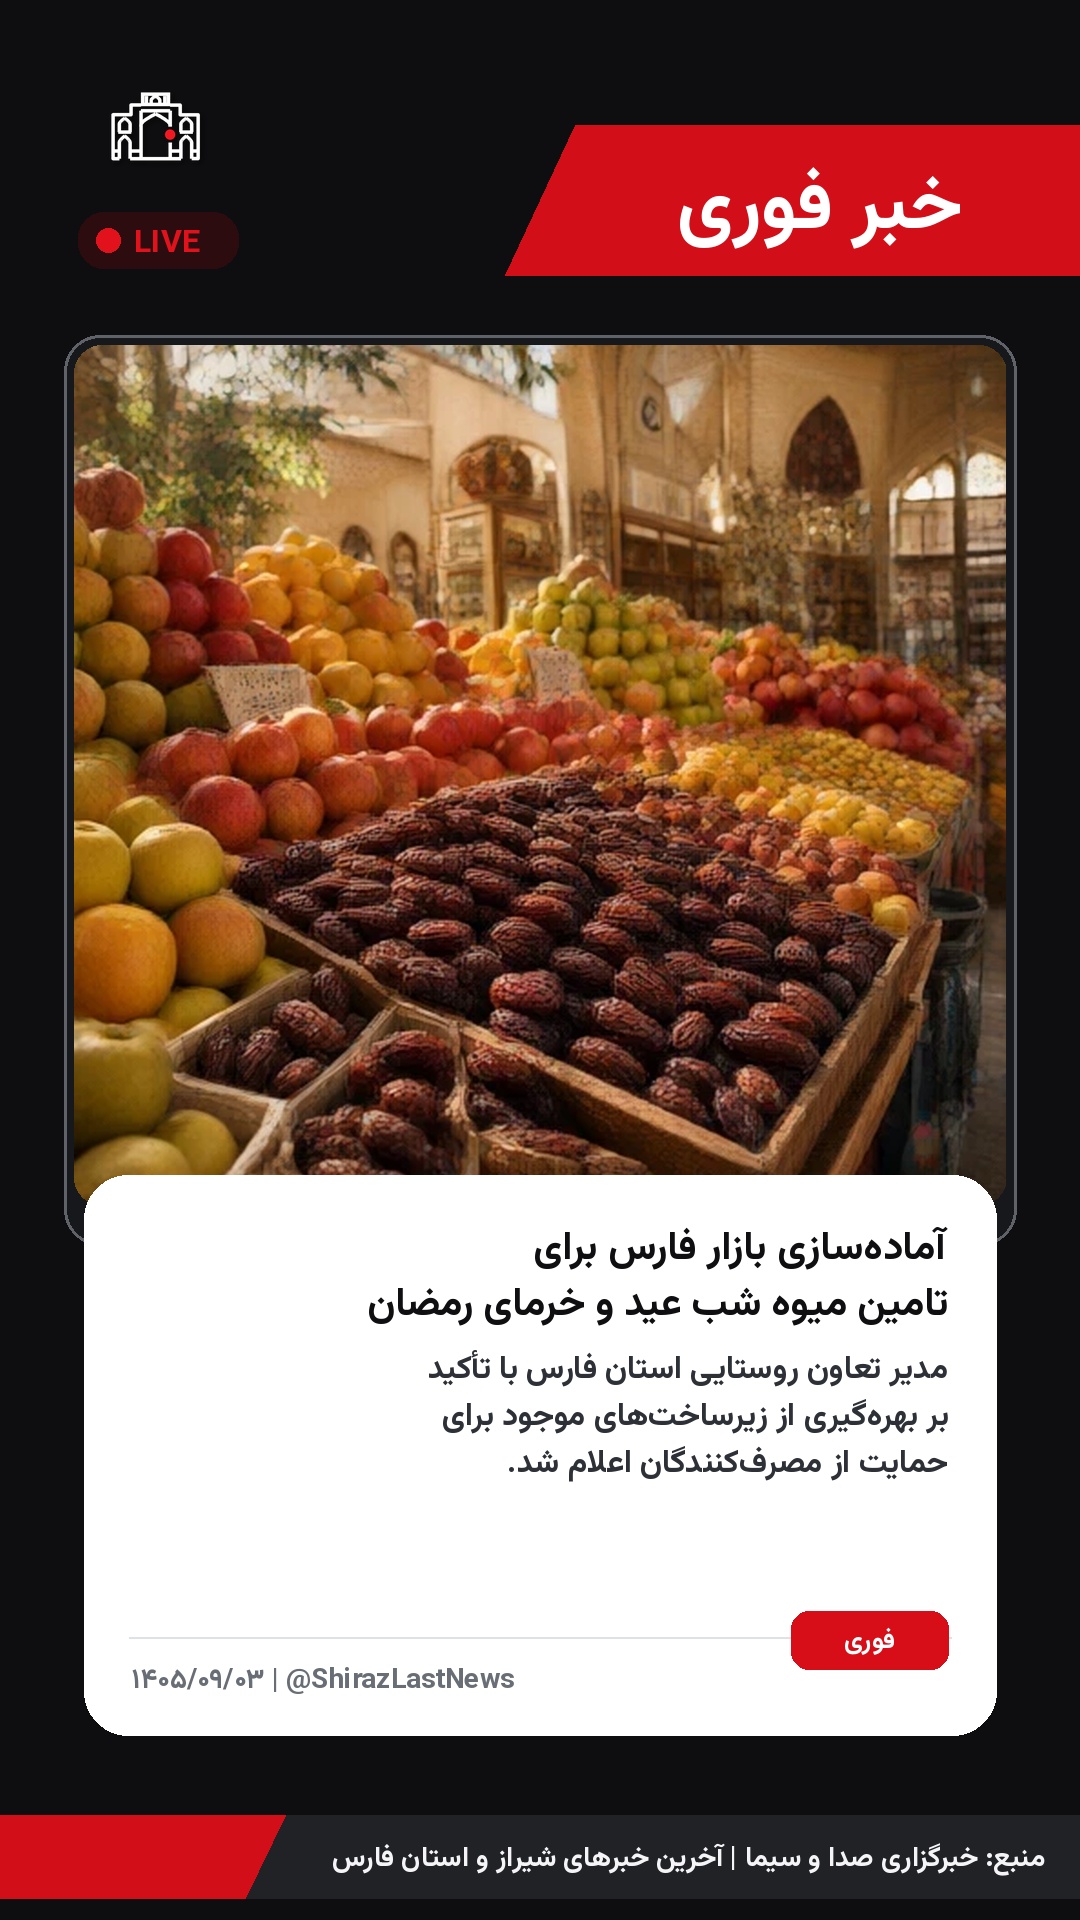 خبر فوری
LIVE
آماده‌سازی بازار فارس برای
تامین میوه شب عید و خرمای رمضان
مدیر تعاون روستایی استان فارس با تأکید
بر بهره‌گیری از زیرساخت‌های موجود برای
حمایت از مصرف‌کنندگان اعلام شد.
فوری
۱۴۰۵/۰۹/۰۳ | @ShirazLastNews
منبع: خبرگزاری صدا و سیما | آخرین خبرهای شیراز و استان فارس